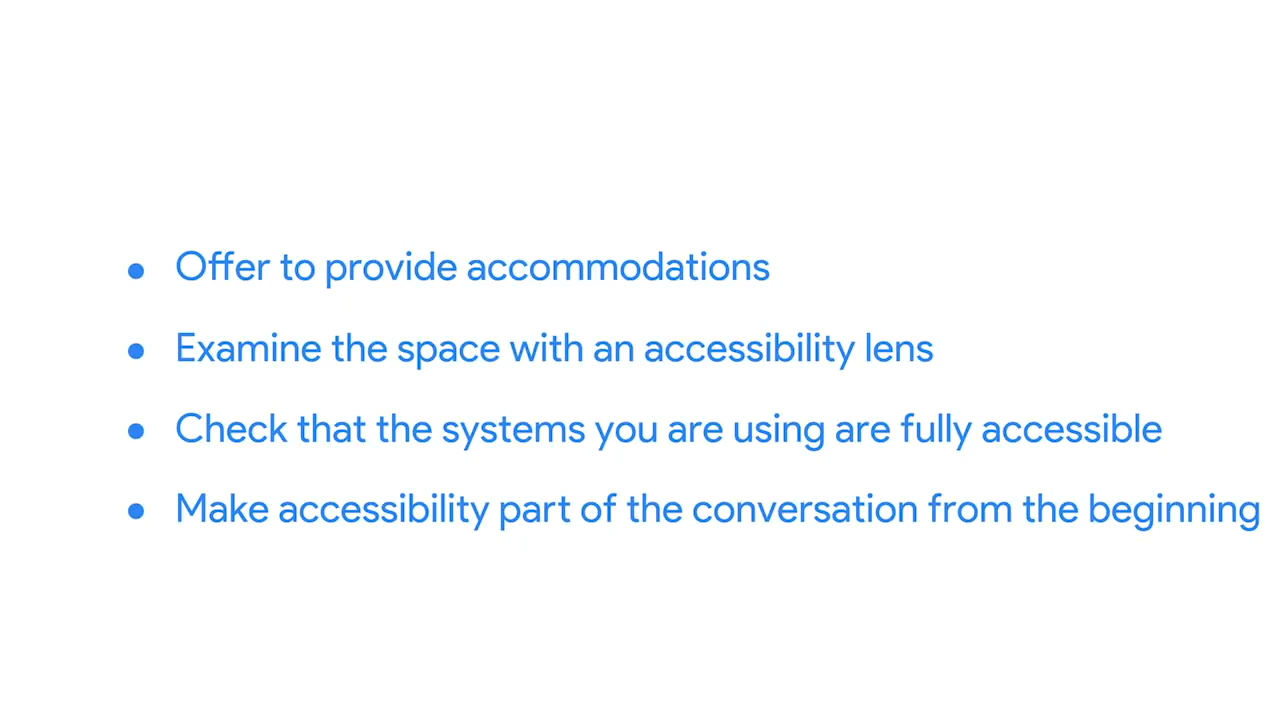 • Offer to provide accommodations
• Examine the space with an accessibility lens
• Check that the systems you are using are fully accessible
• Make accessibility part of the conversation from the beginning